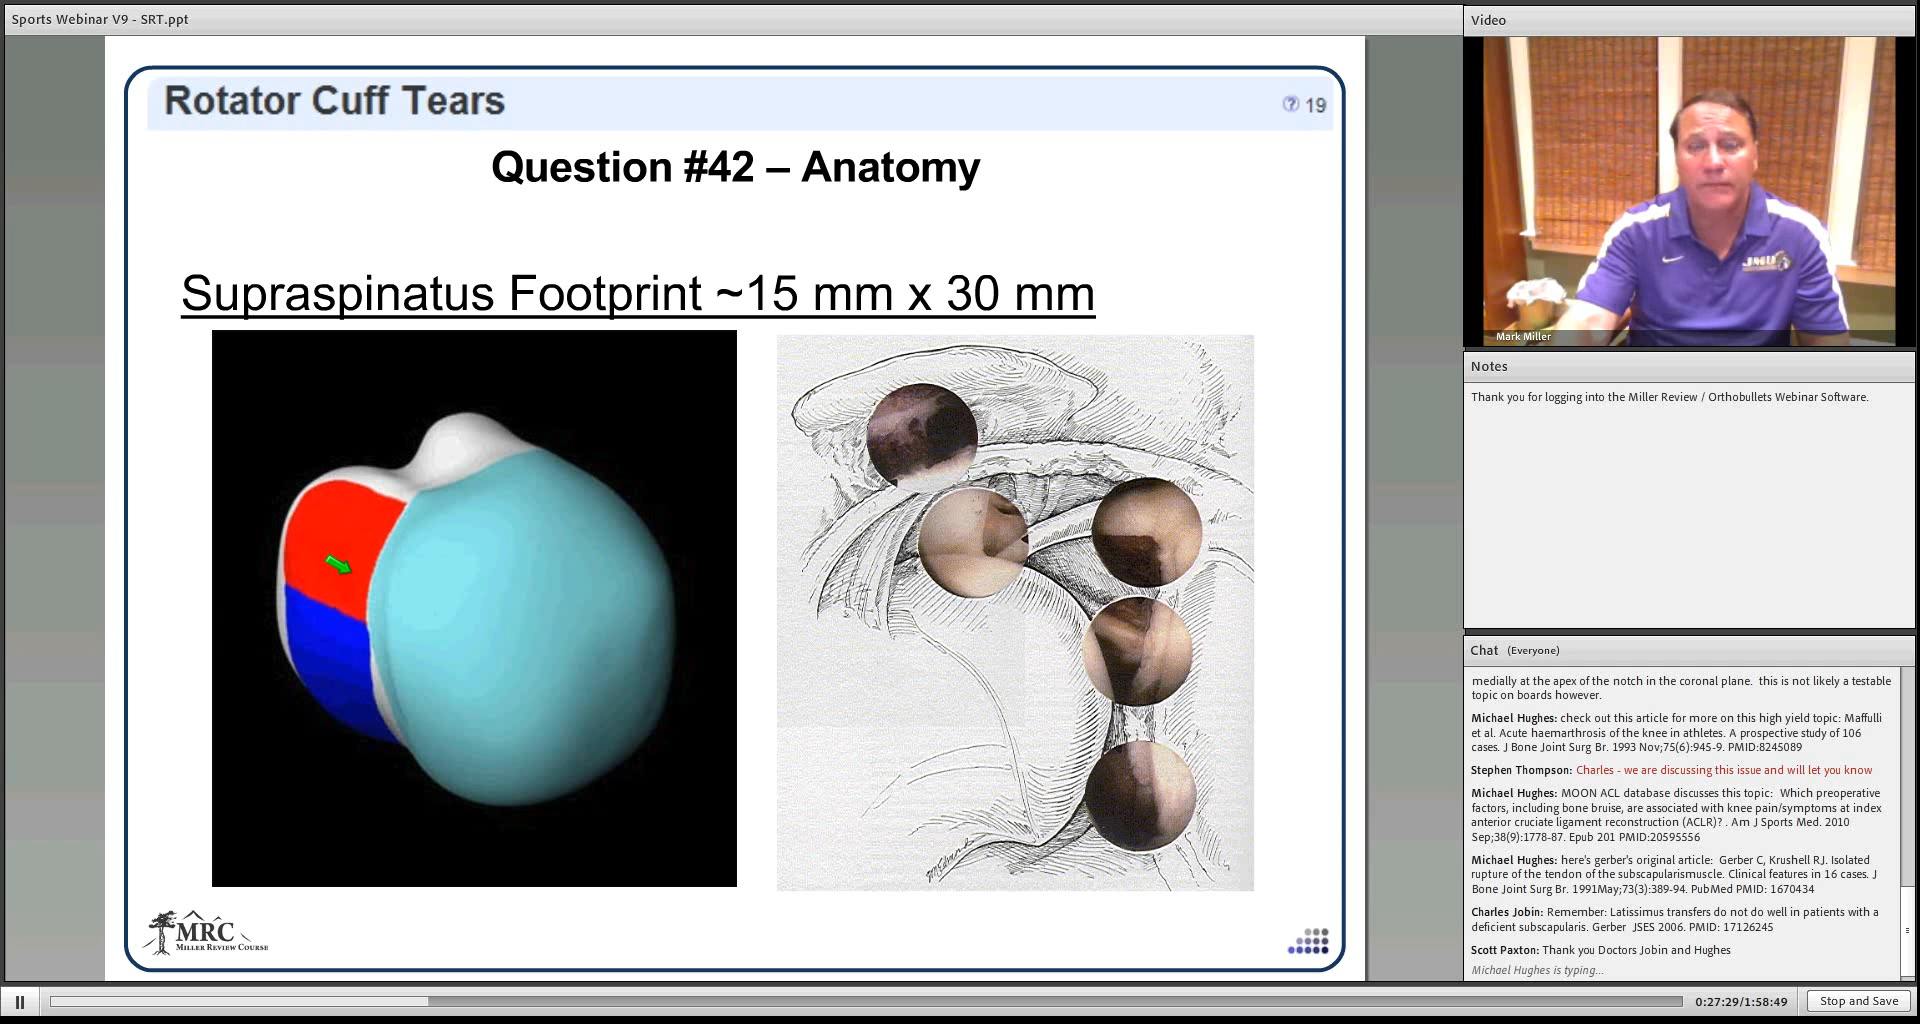 Sports Webinar V9 - SRT.ppt
Rotator Cuff Tears
? 19
Question #42 – Anatomy
Supraspinatus Footprint ~15 mm x 30 mm
MRC
MILLER REVIEW COURSE
Video
JMU
Mark Miller
Notes
Thank you for logging into the Miller Review / Orthobullets Webinar Software.
Chat (Everyone)
medially at the apex of the notch in the coronal plane. this is not likely a testable
topic on boards however.
Michael Hughes: check out this article for more on this high yield topic: Maffulli
et al. Acute haemarthrosis of the knee in athletes. A prospective study of 106
cases. J Bone Joint Surg Br. 1993 Nov;75(6):945-9. PMID:8245089
Stephen Thompson: Charles - we are discussing this issue and will let you know
Michael Hughes: MOON ACL database discusses this topic: Which preoperative
factors, including bone bruise, are associated with knee pain/symptoms at index
anterior cruciate ligament reconstruction (ACLR)? . Am J Sports Med. 2010
Sep;38(9):1778-87. Epub 201 PMID:20595556
Michael Hughes: here's gerber's original article: Gerber C, Krushell RJ. Isolated
rupture of the tendon of the subscapularismuscle. Clinical features in 16 cases. J
Bone Joint Surg Br. 1991May;73(3):389-94. PubMed PMID: 1670434
Charles Jobin: Remember: Latissimus transfers do not do well in patients with a
deficient subscapularis. Gerber JSES 2006. PMID: 17126245
Scott Paxton: Thank you Doctors Jobin and Hughes
Michael Hughes is typing...
0:27:29/1:58:49
Stop and Save